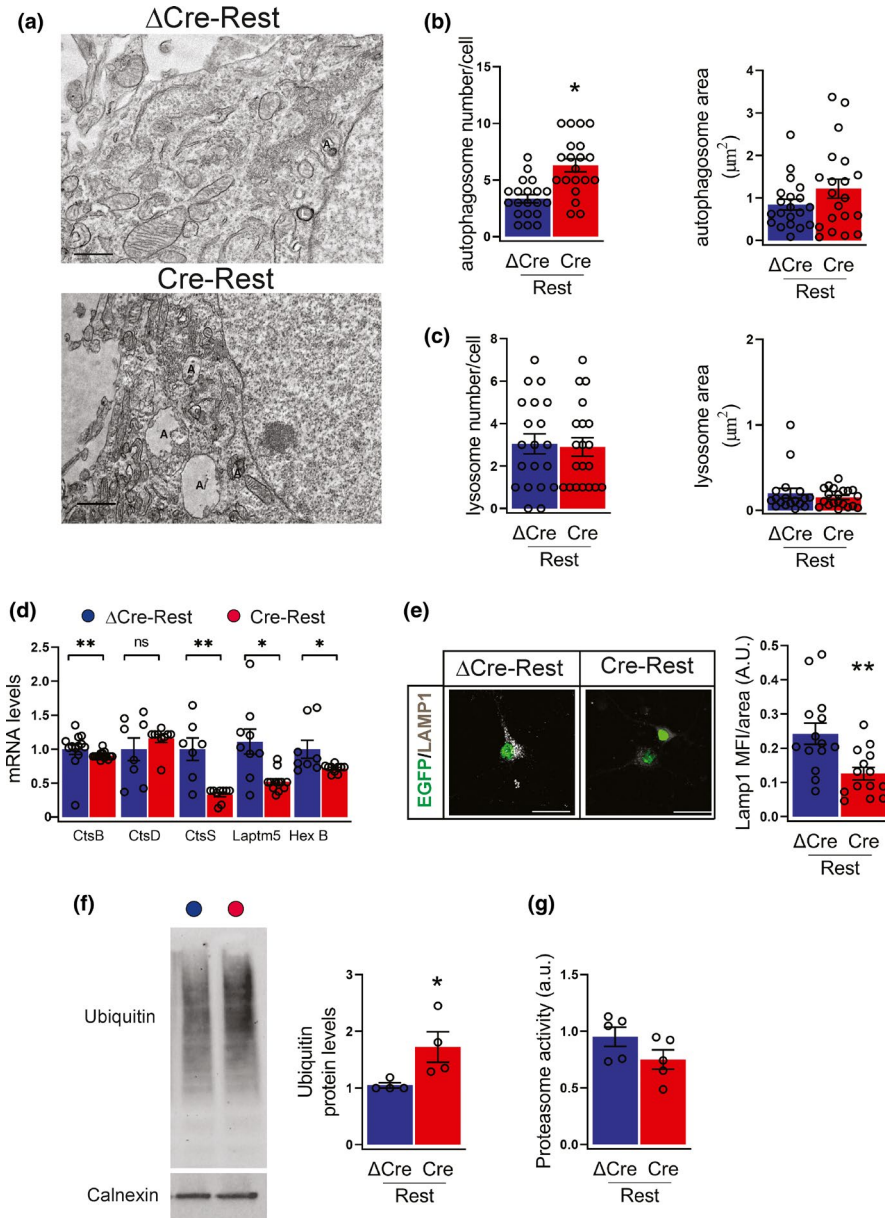 (a)
ΔCre-Rest
A
Cre-Rest
A
A
A
A
(b)
autophagosome number/cell
15
10
5
0
*
ΔCre Cre
Rest
autophagosome area
(μm²)
4
3
2
1
0
ΔCre Cre
Rest
(c)
lysosome number/cell
8
6
4
2
0
ΔCre Cre
Rest
lysosome area
(μm²)
2
1
0
ΔCre Cre
Rest
(d)
ΔCre-Rest Cre-Rest
mRNA levels
2.5
2.0
1.5
1.0
0.5
0.0
** ns ** * *
CtsB CtsD CtsS Laptm5 Hex B
(e)
ΔCre-Rest Cre-Rest
EGFP/LAMP1
Lamp1 MFI/area (A.U.)
0.5
0.4
0.3
0.2
0.1
0.0
**
ΔCre Cre
Rest
(f)
Ubiquitin
Calnexin
Ubiquitin
protein levels
3
2
1
0
*
ΔCre Cre
Rest
(g)
Proteasome activity (a.u.)
1.5
1.0
0.5
0.0
ΔCre Cre
Rest